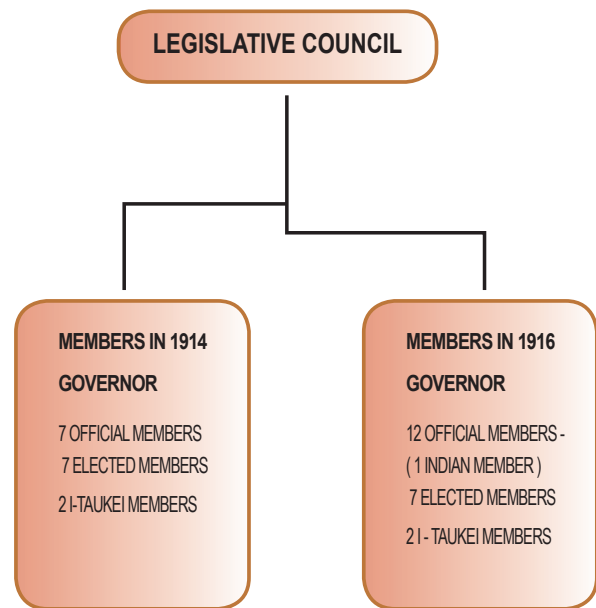 LEGISLATIVE COUNCIL
MEMBERS IN 1914
GOVERNOR
7 OFFICIAL MEMBERS
7 ELECTED MEMBERS
2 I-TAUKEI MEMBERS
MEMBERS IN 1916
GOVERNOR
12 OFFICIAL MEMBERS -
( 1 INDIAN MEMBER )
7 ELECTED MEMBERS
2 I - TAUKEI MEMBERS